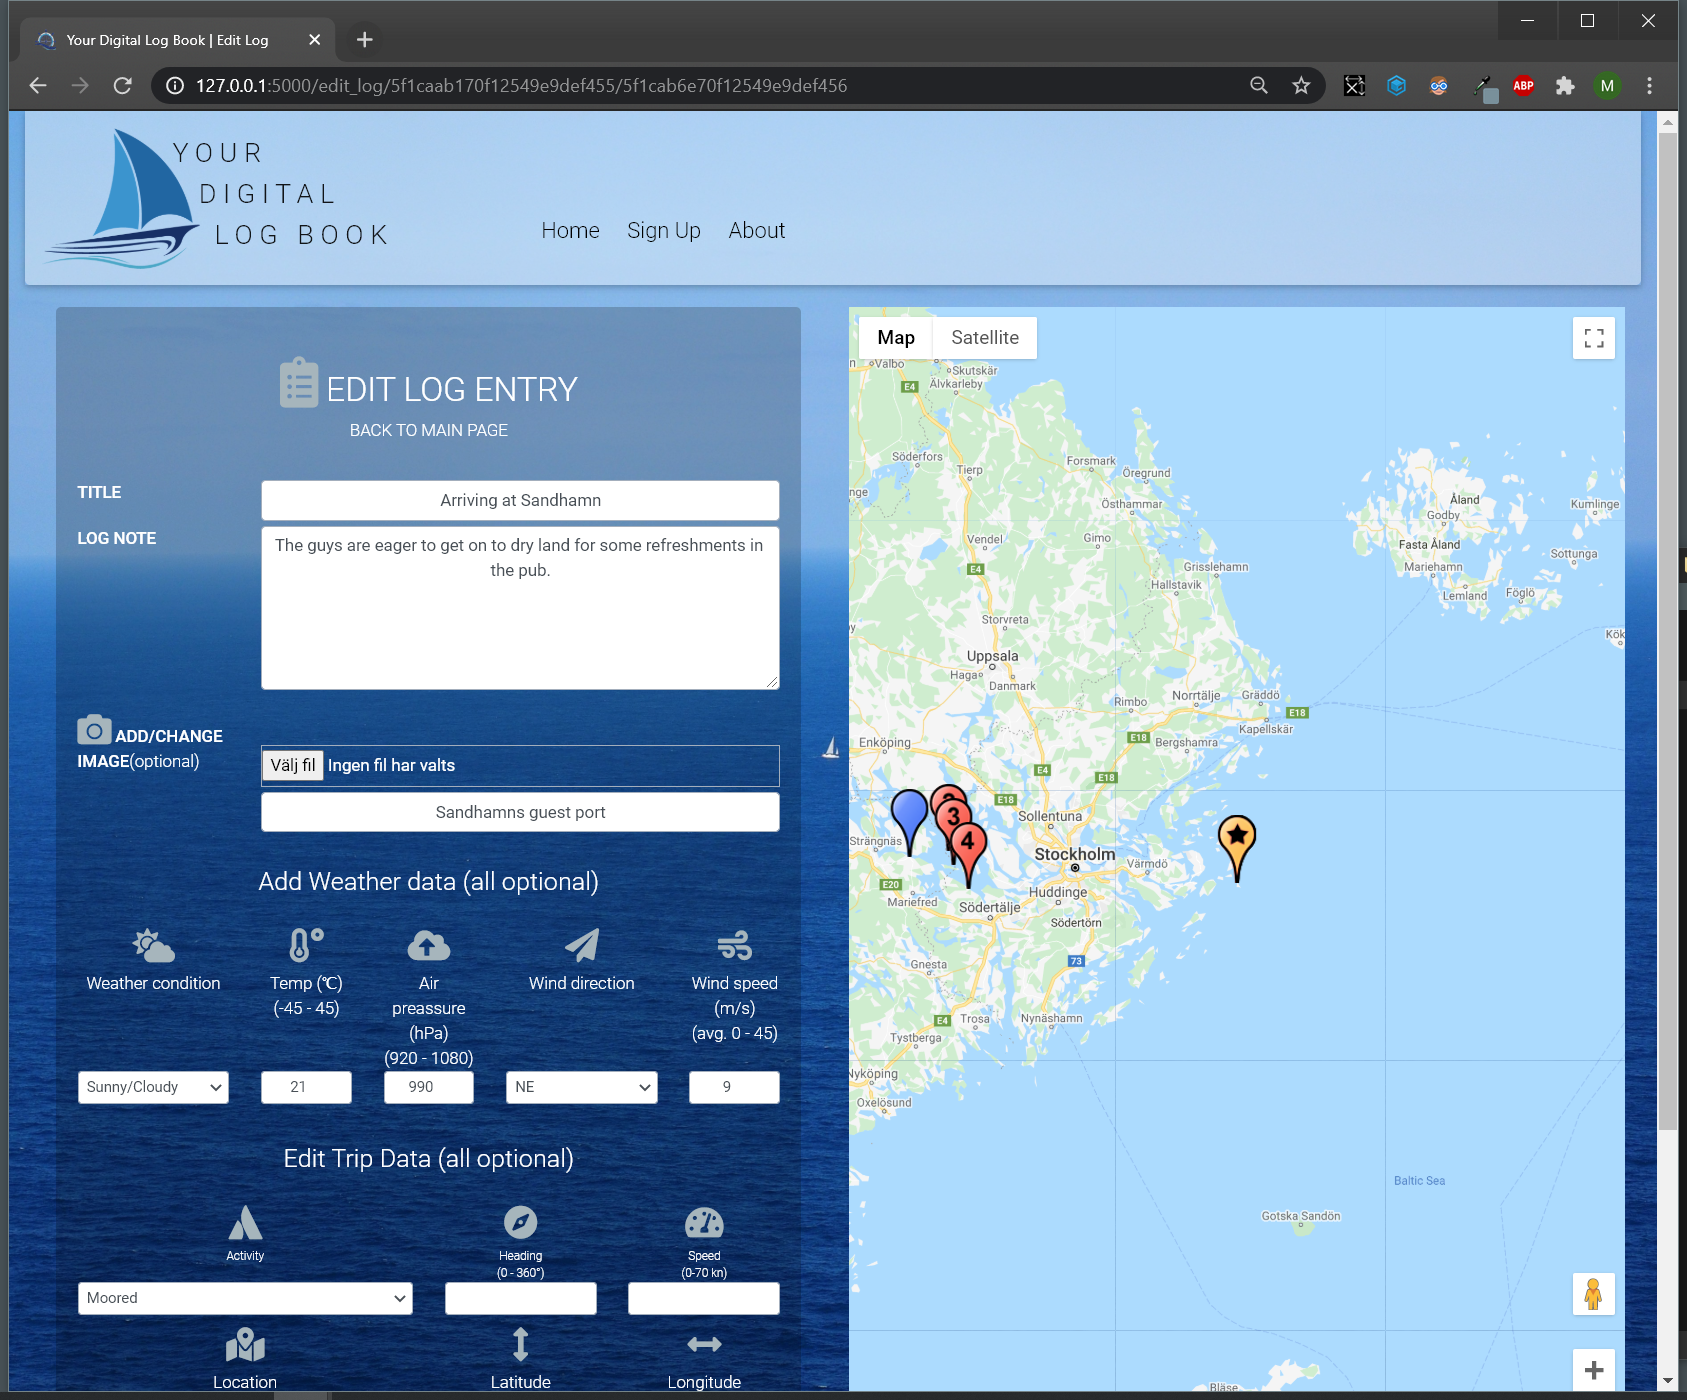 Your Digital Log Book | Edit Log
127.0.0.1:5000/edit_log/5f1caab170f12549e9def455/5f1cab6e70f12549e9def456
ABP
M
YOUR
DIGITAL
LOG BOOK
Home Sign Up About
EDIT LOG ENTRY
BACK TO MAIN PAGE
TITLE
Arriving at Sandhamn
LOG NOTE
The guys are eager to get on to dry land for some refreshments in
the pub.
ADD/CHANGE
IMAGE(optional)
Välj fil Ingen fil har valts
Sandhamns guest port
Add Weather data (all optional)
Weather condition
Temp (℃)
(-45 - 45)
Air
preassure
(hPa)
(920 - 1080)
Wind direction
Wind speed
(m/s)
(avg. 0 - 45)
Sunny/Cloudy
21
990
NE
9
Edit Trip Data (all optional)
Activity
Heading
(0 - 360°)
Speed
(0-70 kn)
Moored
Location
Latitude
Longitude
Map Satellite
Valbo
Skutskär
E4
Älvkarleby
Söderfors
Tierp
Forsmark
Öregrund
Östhammar
Åland
Godby
Kumlinge
Fasta Åland
Sottunga
Mariehamn
Lemland
Föglö
Kök
nge
Vendel
Gimo
E4
Grisslehamn
Hallstavik
Storvreta
Uppsala
Haga
Danmark
Rimbo
Norrtälje
Gräddö
E18
Kapellskär
E18
Bergshamra
Enköping
E4
E18
E18
Sollentuna
3
4
Strängnäs
Stockholm
Värmdö
E20
Mariefred
Huddinge
Södertälje
Södertörn
73
Gnesta
E4
Trosa
Nynäshamn
Tystberga
Nyköping
Oxelösund
Baltic Sea
Gotska Sandön
Bläse